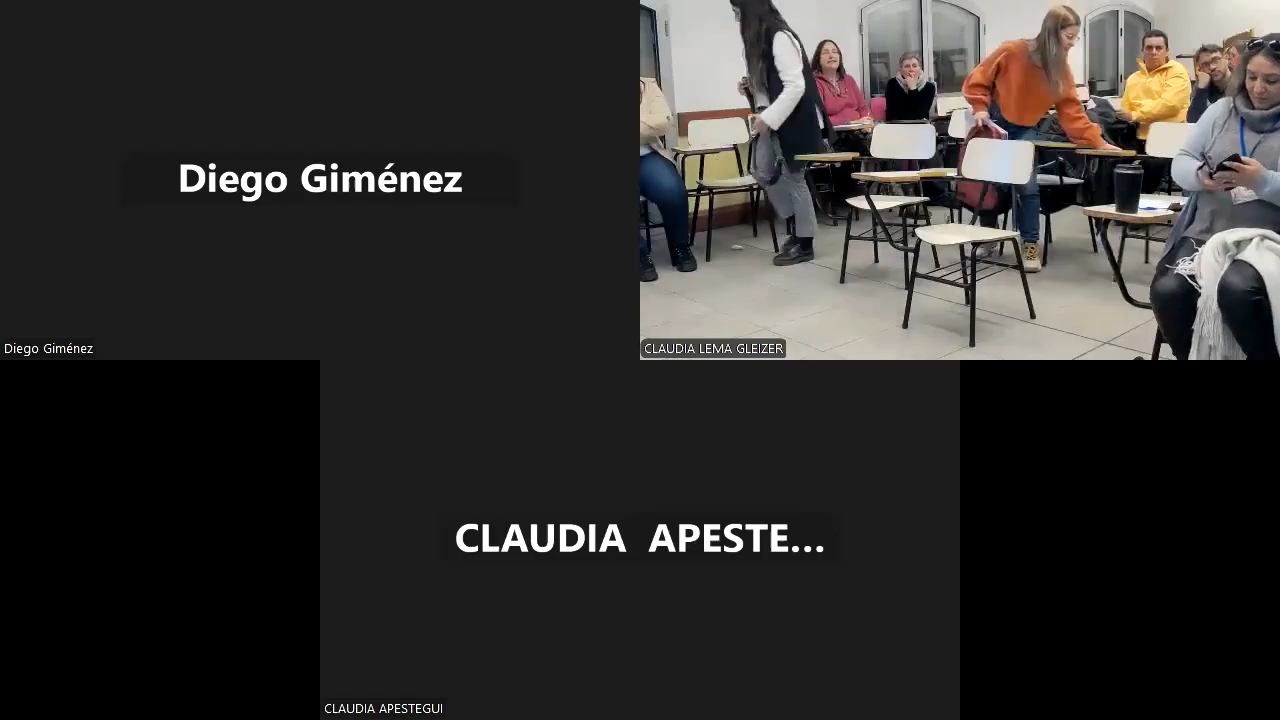 Diego Giménez
Diego Giménez
CLAUDIA LEMA GLEIZER
CLAUDIA APESTE...
CLAUDIA APESTEGUI